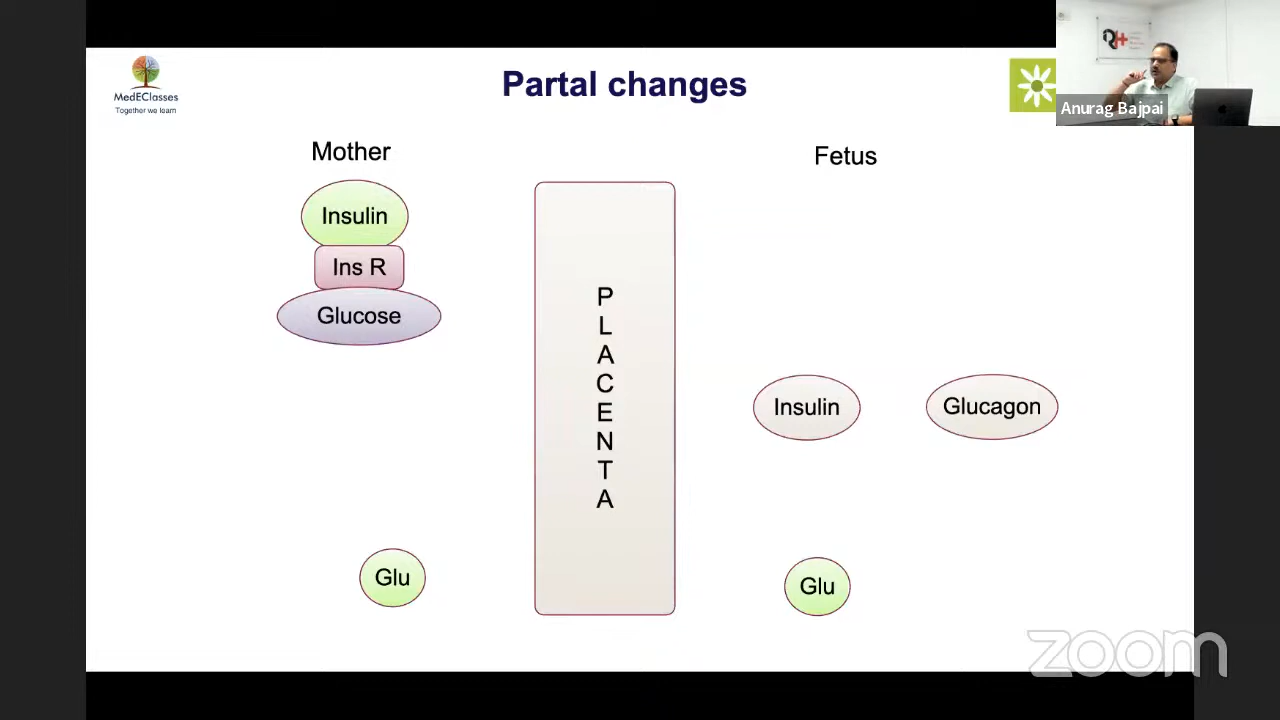 MedEClasses
Together we learn
Partal changes
Anurag Bajpai
Mother
Fetus
Insulin
Ins R
Glucose
P
L
A
C
E
N
T
A
Insulin
Glucagon
Glu
Glu
zoom